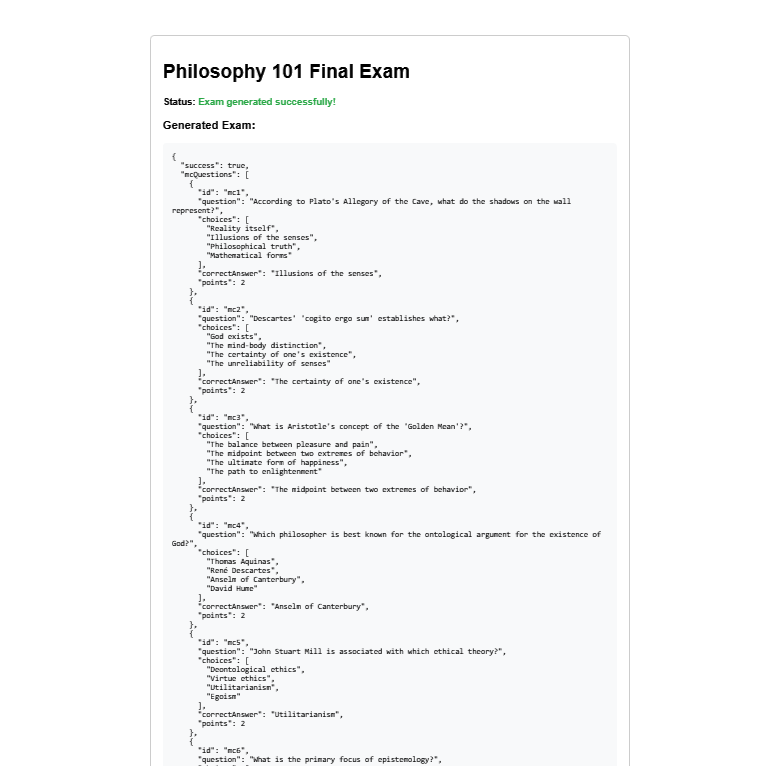 Philosophy 101 Final Exam
Status: Exam generated successfully!
Generated Exam:
{
  "success": true,
  "mcQuestions": [
    {
      "id": "mc1",
      "question": "According to Plato's Allegory of the Cave, what do the shadows on the wall
represent?",
      "choices": [
        "Reality itself",
        "Illusions of the senses",
        "Philosophical truth",
        "Mathematical forms"
      ],
      "correctAnswer": "Illusions of the senses",
      "points": 2
    },
    {
      "id": "mc2",
      "question": "Descartes' 'cogito ergo sum' establishes what?",
      "choices": [
        "God exists",
        "The mind-body distinction",
        "The certainty of one's existence",
        "The unreliability of senses"
      ],
      "correctAnswer": "The certainty of one's existence",
      "points": 2
    },
    {
      "id": "mc3",
      "question": "What is Aristotle's concept of the 'Golden Mean'?",
      "choices": [
        "The balance between pleasure and pain",
        "The midpoint between two extremes of behavior",
        "The ultimate form of happiness",
        "The path to enlightenment"
      ],
      "correctAnswer": "The midpoint between two extremes of behavior",
      "points": 2
    },
    {
      "id": "mc4",
      "question": "Which philosopher is best known for the ontological argument for the existence of
God?",
      "choices": [
        "Thomas Aquinas",
        "René Descartes",
        "Anselm of Canterbury",
        "David Hume"
      ],
      "correctAnswer": "Anselm of Canterbury",
      "points": 2
    },
    {
      "id": "mc5",
      "question": "John Stuart Mill is associated with which ethical theory?",
      "choices": [
        "Deontological ethics",
        "Virtue ethics",
        "Utilitarianism",
        "Egoism"
      ],
      "correctAnswer": "Utilitarianism",
      "points": 2
    },
    {
      "id": "mc6",
      "question": "What is the primary focus of epistemology?",